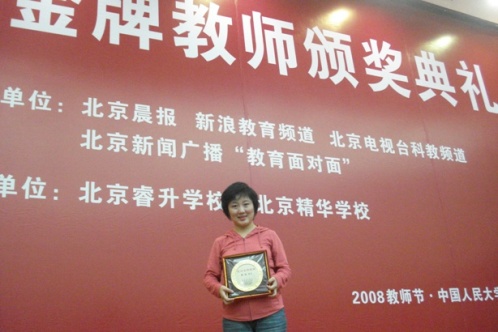 金牌教师颁奖典礼
单位：北京晨报 新浪教育频道 北京电视台科教频道
北京新闻广播“教育面对面”
单位：北京睿升学校 北京精华学校
2008教师节·中国人民大学